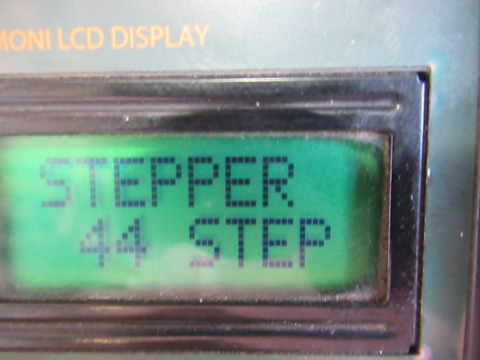 MONI LCD DISPLAY
STEPPER
44 STEP